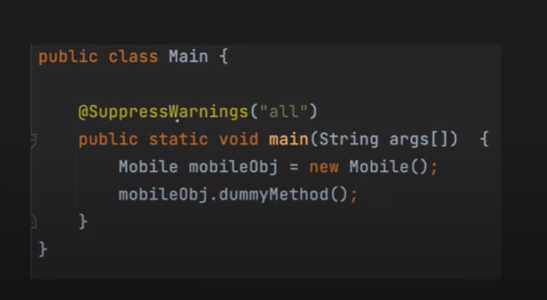 public class Main {
@SuppressWarnings("all")
public static void main(String args[]) {
Mobile mobileObj = new Mobile();
mobileObj.dummyMethod();
}
}